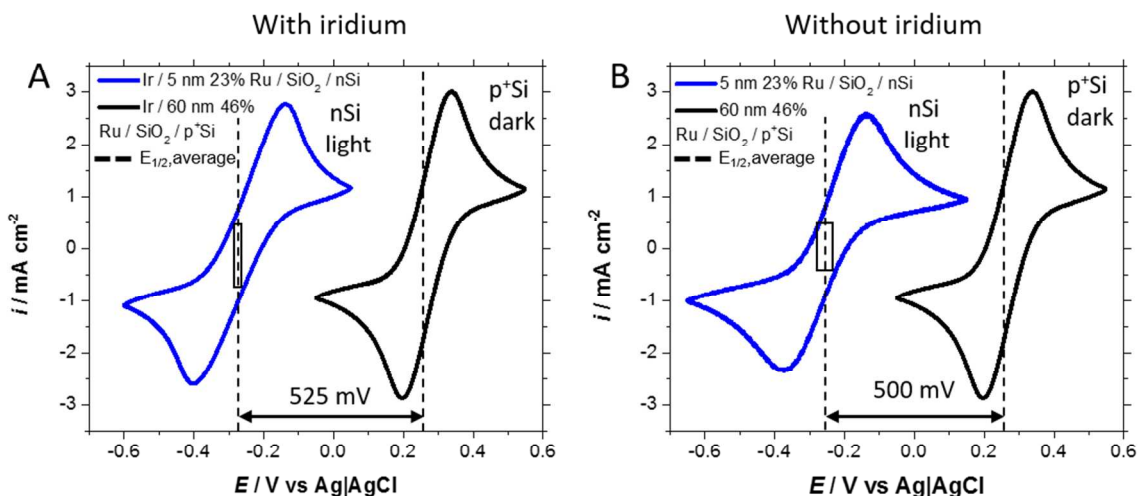 With iridium
A
Ir / 5 nm 23% Ru / SiO2 / nSi
Ir / 60 nm 46%
Ru / SiO2 / p+Si
E1/2,average
nSi
light
p+Si
dark
525 mV
3
2
1
0
-1
-2
-3
i / mA cm-2
-0.6 -0.4 -0.2 0.0 0.2 0.4 0.6
E / V vs Ag|AgCl
Without iridium
B
5 nm 23% Ru / SiO2 / nSi
60 nm 46%
Ru / SiO2 / p+Si
E1/2,average
nSi
light
p+Si
dark
500 mV
3
2
1
0
-1
-2
-3
i / mA cm-2
-0.6 -0.4 -0.2 0.0 0.2 0.4 0.6
E / V vs Ag|AgCl